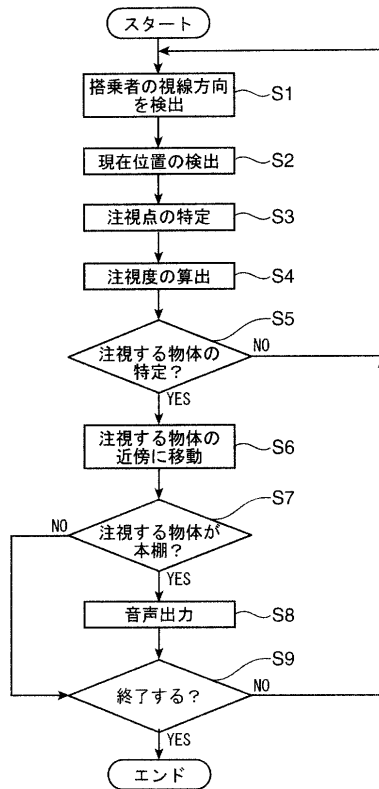 スタート
搭乗者の視線方向
を検出
S1
現在位置の検出
S2
注視点の特定
S3
注視度の算出
S4
S5
注視する物体の
特定?
NO
YES
注視する物体の
近傍に移動
S6
S7
NO
注視する物体が
本棚?
YES
音声出力
S8
S9
終了する?
NO
YES
エンド